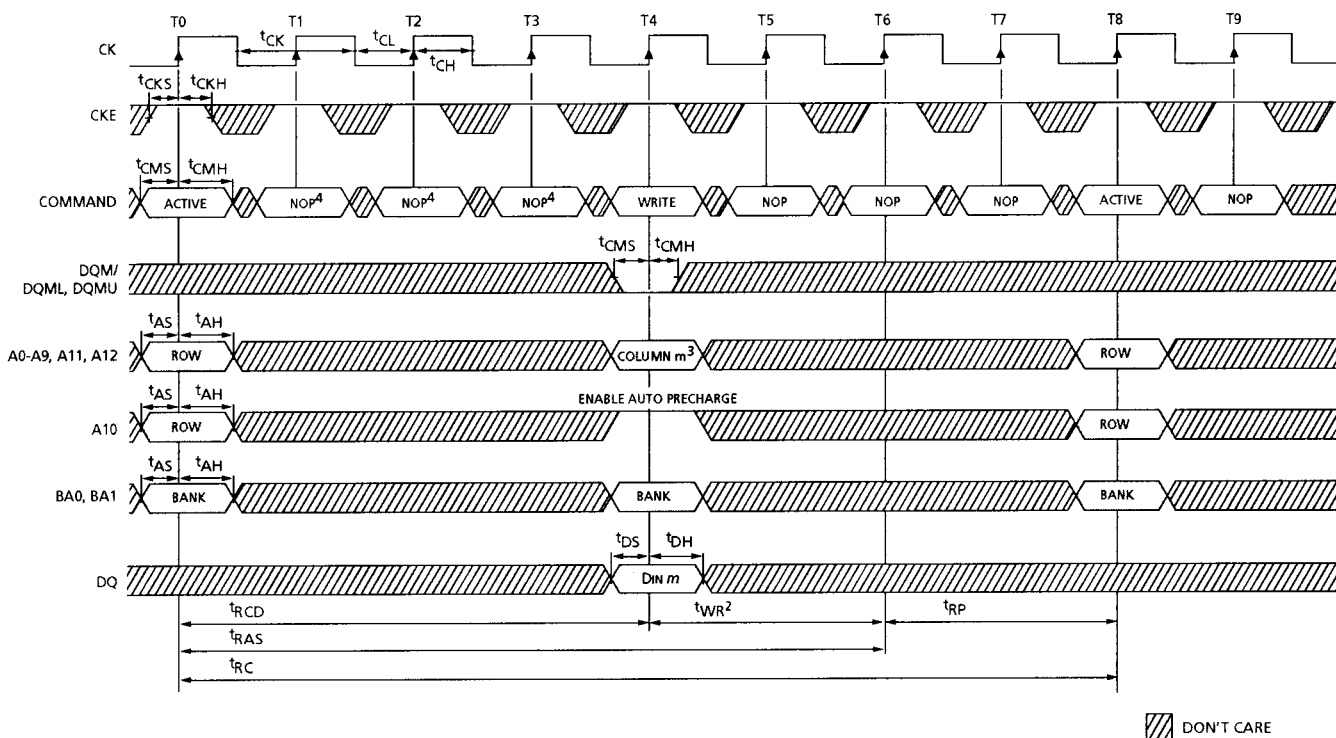 T0 T1 T2 T3 T4 T5 T6 T7 T8 T9
CK tCK tCL tCH
tCKS tCKH
CKE
tCMS tCMH
COMMAND ACTIVE NOP4 NOP4 NOP4 WRITE NOP NOP NOP ACTIVE NOP
tCMS tCMH
DQM/
DQML, DQMU
tAS tAH
A0-A9, A11, A12 ROW COLUMN m3 ROW
ENABLE AUTO PRECHARGE
tAS tAH
A10 ROW ROW
tAS tAH
BA0, BA1 BANK BANK BANK
tDS tDH
DQ DIN m
tRCD tWR2 tRP
tRAS
tRC
DON'T CARE